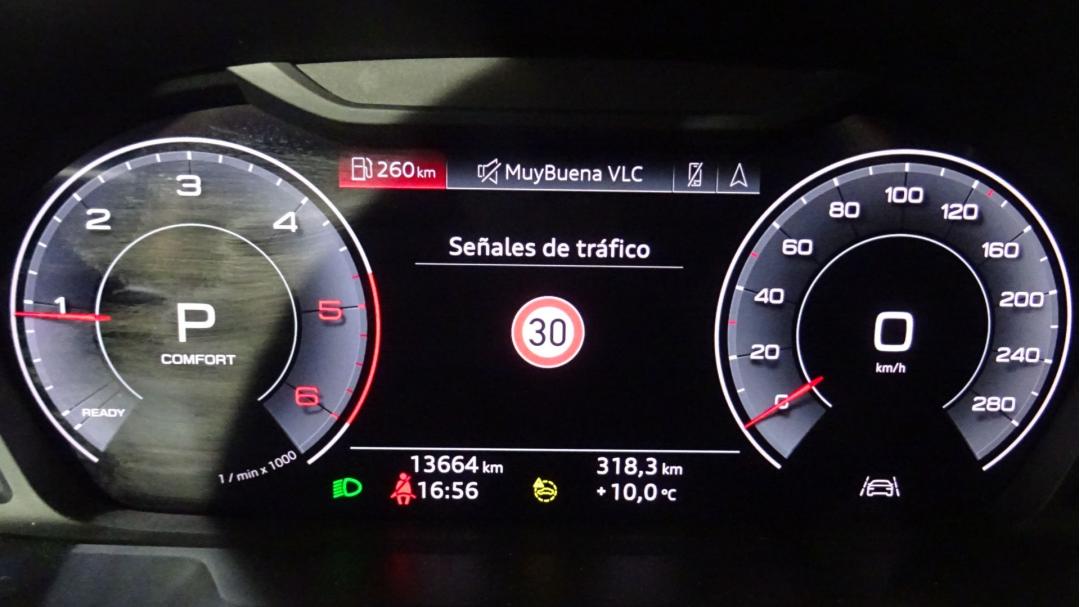 260 km MuyBuena VLC
Señales de tráfico
30
1 2 3 4 5 6
P
COMFORT
READY
1 / min x 1000
0 20 40 60 80 100 120 160 200 240 280
0
km/h
13664 km 318,3 km
16:56 + 10,0 °C